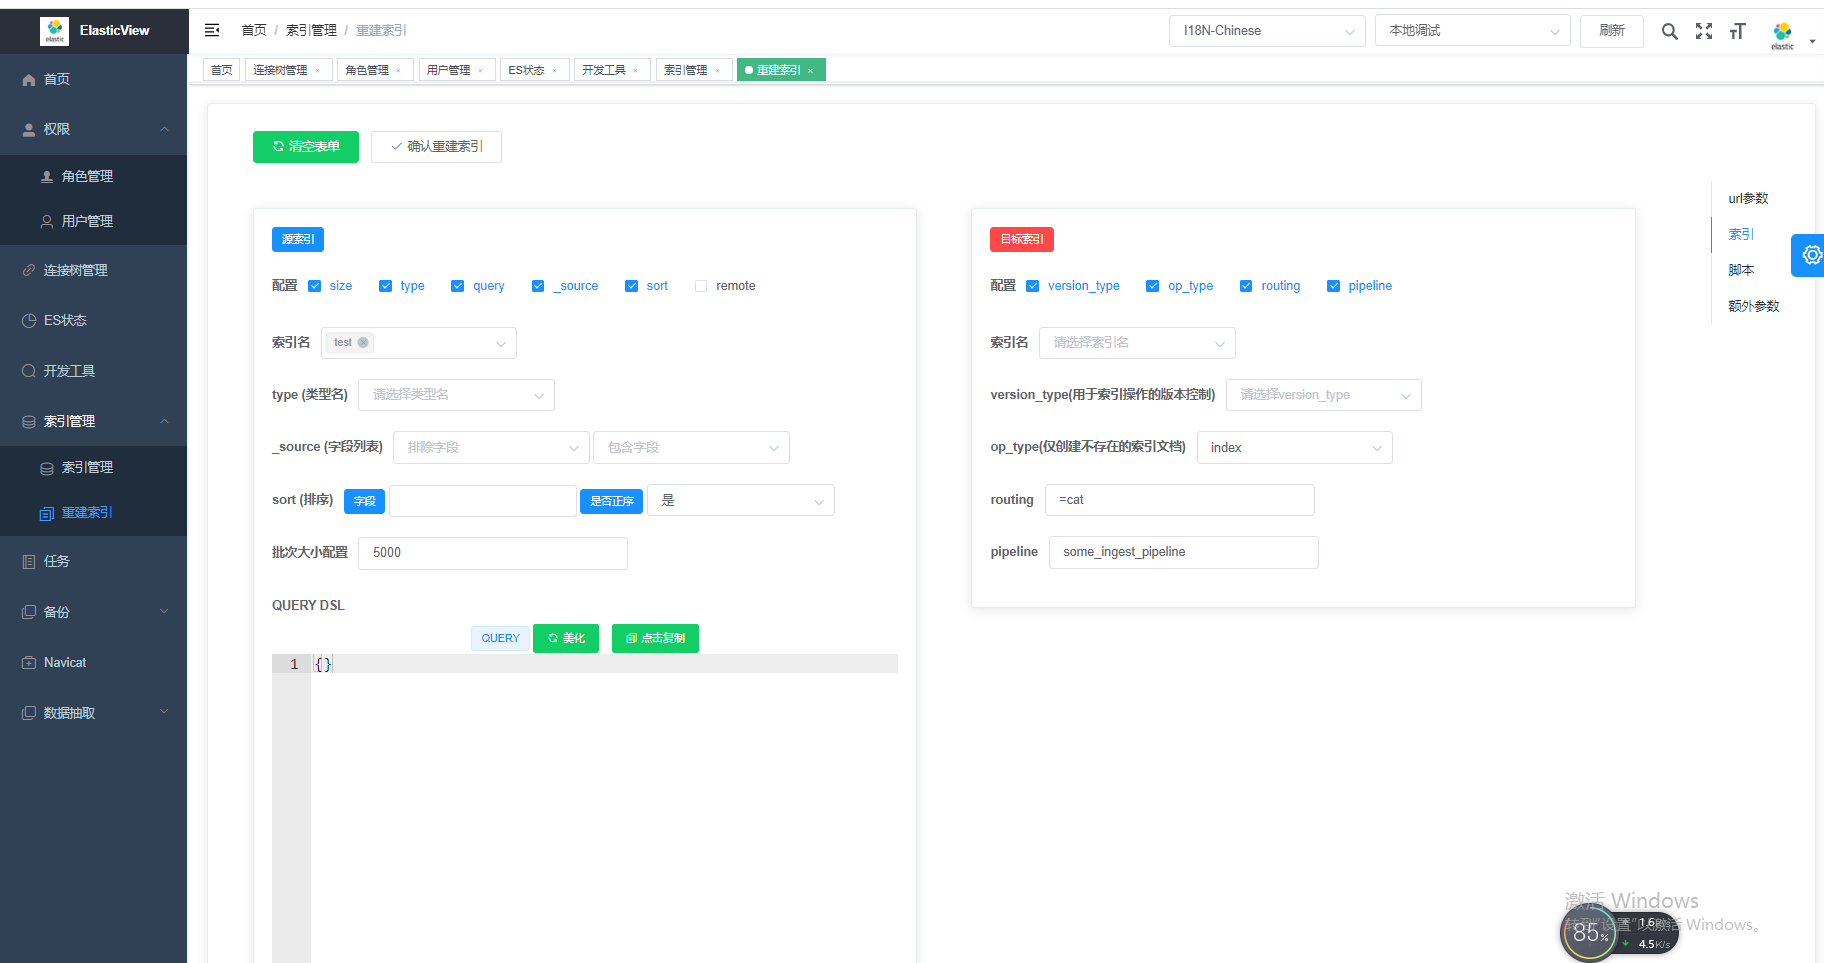 elastic
ElasticView
首页 / 索引管理 / 重建索引
I18N-Chinese
本地调试
刷新
elastic
首页
连接树管理 ×
角色管理 ×
用户管理 ×
ES状态 ×
开发工具 ×
索引管理 ×
重建索引 ×
首页
权限
角色管理
用户管理
连接树管理
ES状态
开发工具
索引管理
索引管理
重建索引
任务
备份
Navicat
数据抽取
清空表单
确认重建索引
源索引
配置 size type query _source sort remote
索引名 test
type (类型名) 请选择类型名
_source (字段列表) 排除字段 包含字段
sort (排序) 字段 是否正序 是
批次大小配置 5000
QUERY DSL
QUERY 美化 点击复制
1 {}
目标索引
配置 version_type op_type routing pipeline
索引名 请选择索引名
version_type(用于索引操作的版本控制) 请选择version_type
op_type(仅创建不存在的索引文档) index
routing =cat
pipeline some_ingest_pipeline
url参数
索引
脚本
额外参数
激活 Windows
转到"设置"以激活 Windows。
85%
1.6
4.5K/s